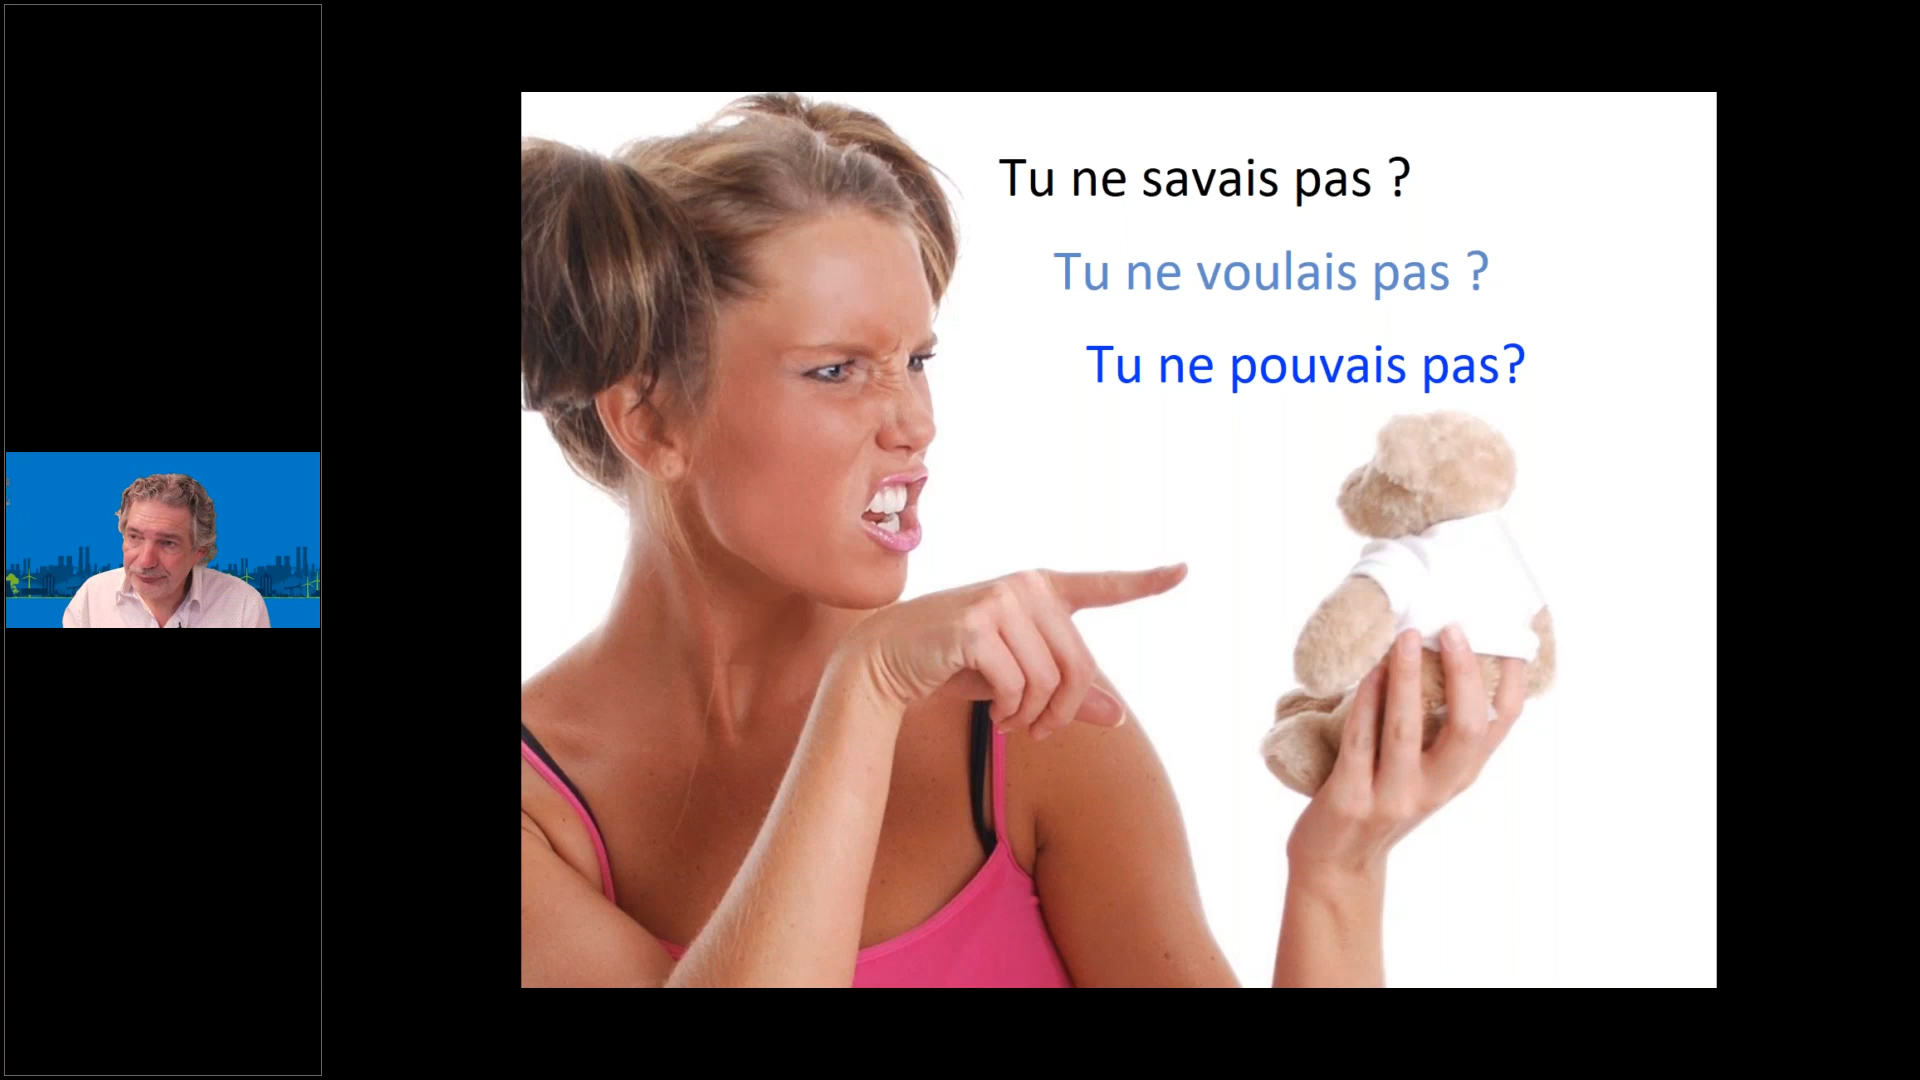 Tu ne savais pas ?
Tu ne voulais pas ?
Tu ne pouvais pas?